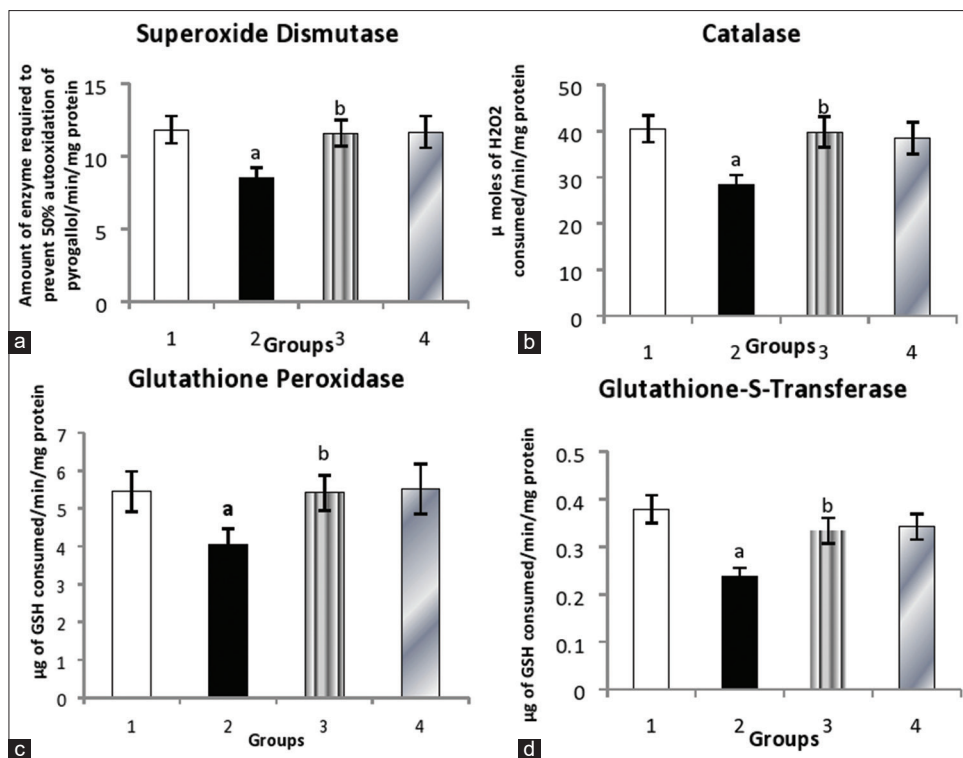 Superoxide Dismutase
Amount of enzyme required to
prevent 50% autoxidation of
pyrogallol/min/mg protein
15
10
5
0
a
b
1 2 3 4
Groups
a
Catalase
µ moles of H2O2
consumed/min/mg protein
50
40
30
20
10
0
a
b
1 2 3 4
Groups
b
Glutathione Peroxidase
µg of GSH consumed/min/mg protein
7
6
5
4
3
2
1
0
a
b
1 2 3 4
Groups
c
Glutathione-S-Transferase
µg of GSH consumed/min/mg protein
0.5
0.4
0.3
0.2
0.1
0
a
b
1 2 3 4
Groups
d